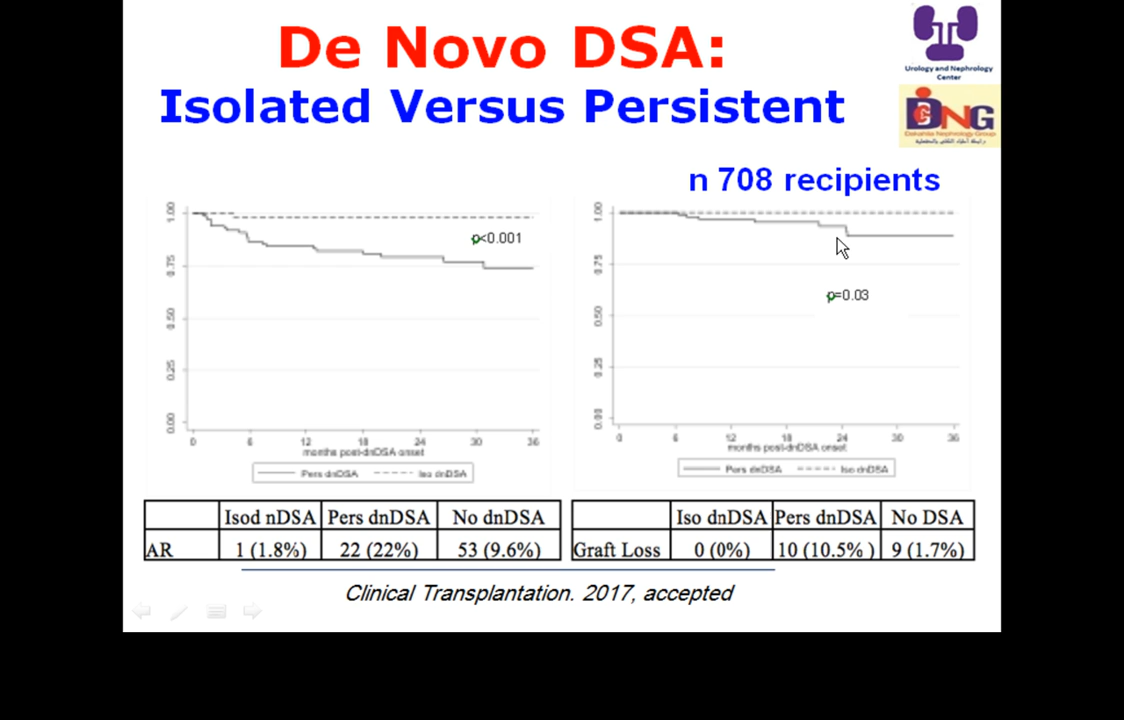 De Novo DSA:
Isolated Versus Persistent
Urology and Nephrology
Center
DNG
Dakahlia Nephrology Group
n 708 recipients
1.00
0.75
0.50
0.25
0.00
p<0.001
0 6 12 18 24 30 36
months post-dnDSA onset
Pers dnDSA Iso dnDSA
1.00
0.75
0.50
0.25
0.00
p=0.03
0 6 12 18 24 30 36
months post-dnDSA onset
Pers dnDSA Iso dnDSA
Isod nDSA Pers dnDSA No dnDSA
AR 1 (1.8%) 22 (22%) 53 (9.6%)
Iso dnDSA Pers dnDSA No DSA
Graft Loss 0 (0%) 10 (10.5% ) 9 (1.7%)
Clinical Transplantation. 2017, accepted